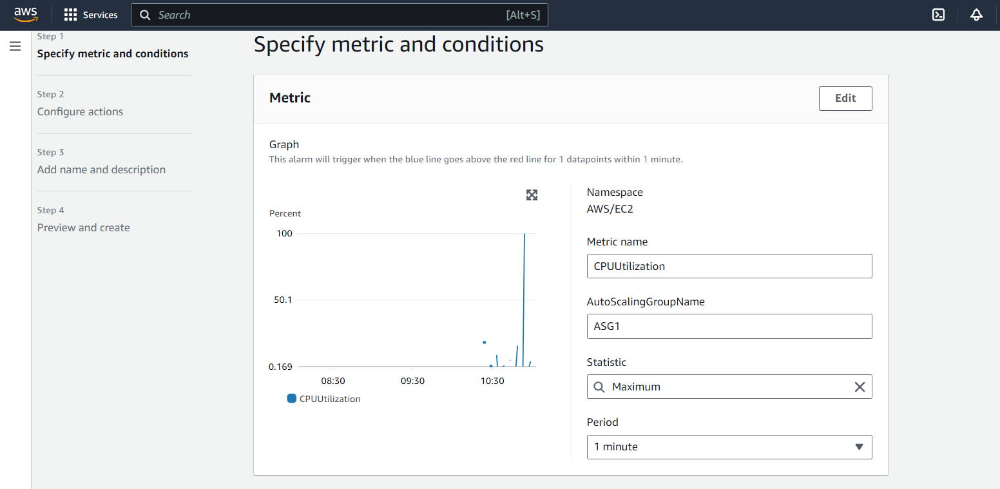 aws
Services
Search
[Alt+S]
Step 1
Specify metric and conditions
Step 2
Configure actions
Step 3
Add name and description
Step 4
Preview and create
Specify metric and conditions
Metric
Edit
Graph
This alarm will trigger when the blue line goes above the red line for 1 datapoints within 1 minute.
Percent
100
50.1
0.169
08:30
09:30
10:30
CPUUtilization
Namespace
AWS/EC2
Metric name
CPUUtilization
AutoScalingGroupName
ASG1
Statistic
Maximum
Period
1 minute